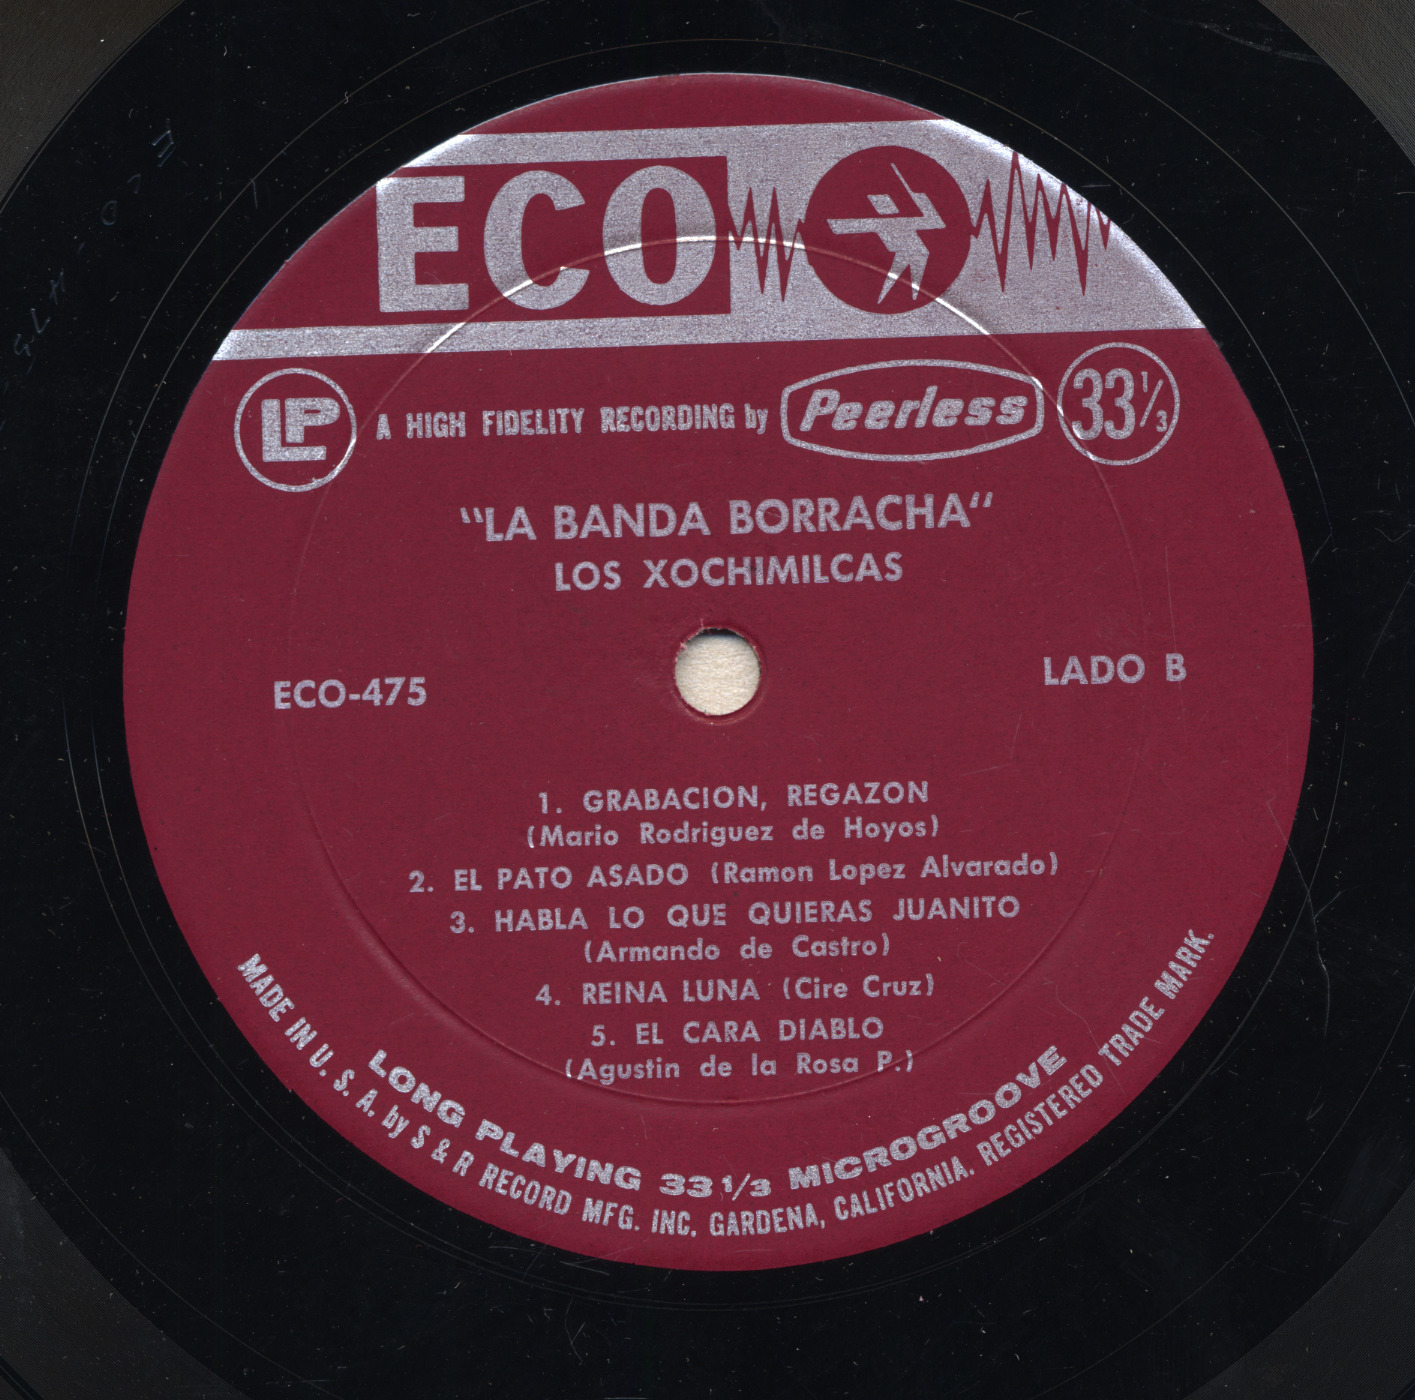 ECO
LP A HIGH FIDELITY RECORDING by Peerless 33 1/3
"LA BANDA BORRACHA"
LOS XOCHIMILCAS
ECO-475
LADO B
1. GRABACION, REGAZON
(Mario Rodriguez de Hoyos)
2. EL PATO ASADO (Ramon Lopez Alvarado)
3. HABLA LO QUE QUIERAS JUANITO
(Armando de Castro)
4. REINA LUNA (Cire Cruz)
5. EL CARA DIABLO
(Agustin de la Rosa P.)
LONG PLAYING 33 1/3 MICROGROOVE
MADE IN U. S. A. by S & R RECORD MFG. INC. GARDENA, CALIFORNIA. REGISTERED TRADE MARK.